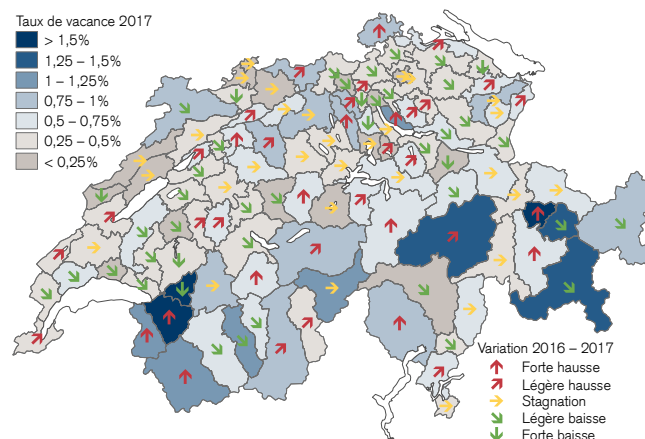 Taux de vacance 2017
> 1,5%
1,25 – 1,5%
1 – 1,25%
0,75 – 1%
0,5 – 0,75%
0,25 – 0,5%
< 0,25%
Variation 2016 – 2017
Forte hausse
Légère hausse
Stagnation
Légère baisse
Forte baisse